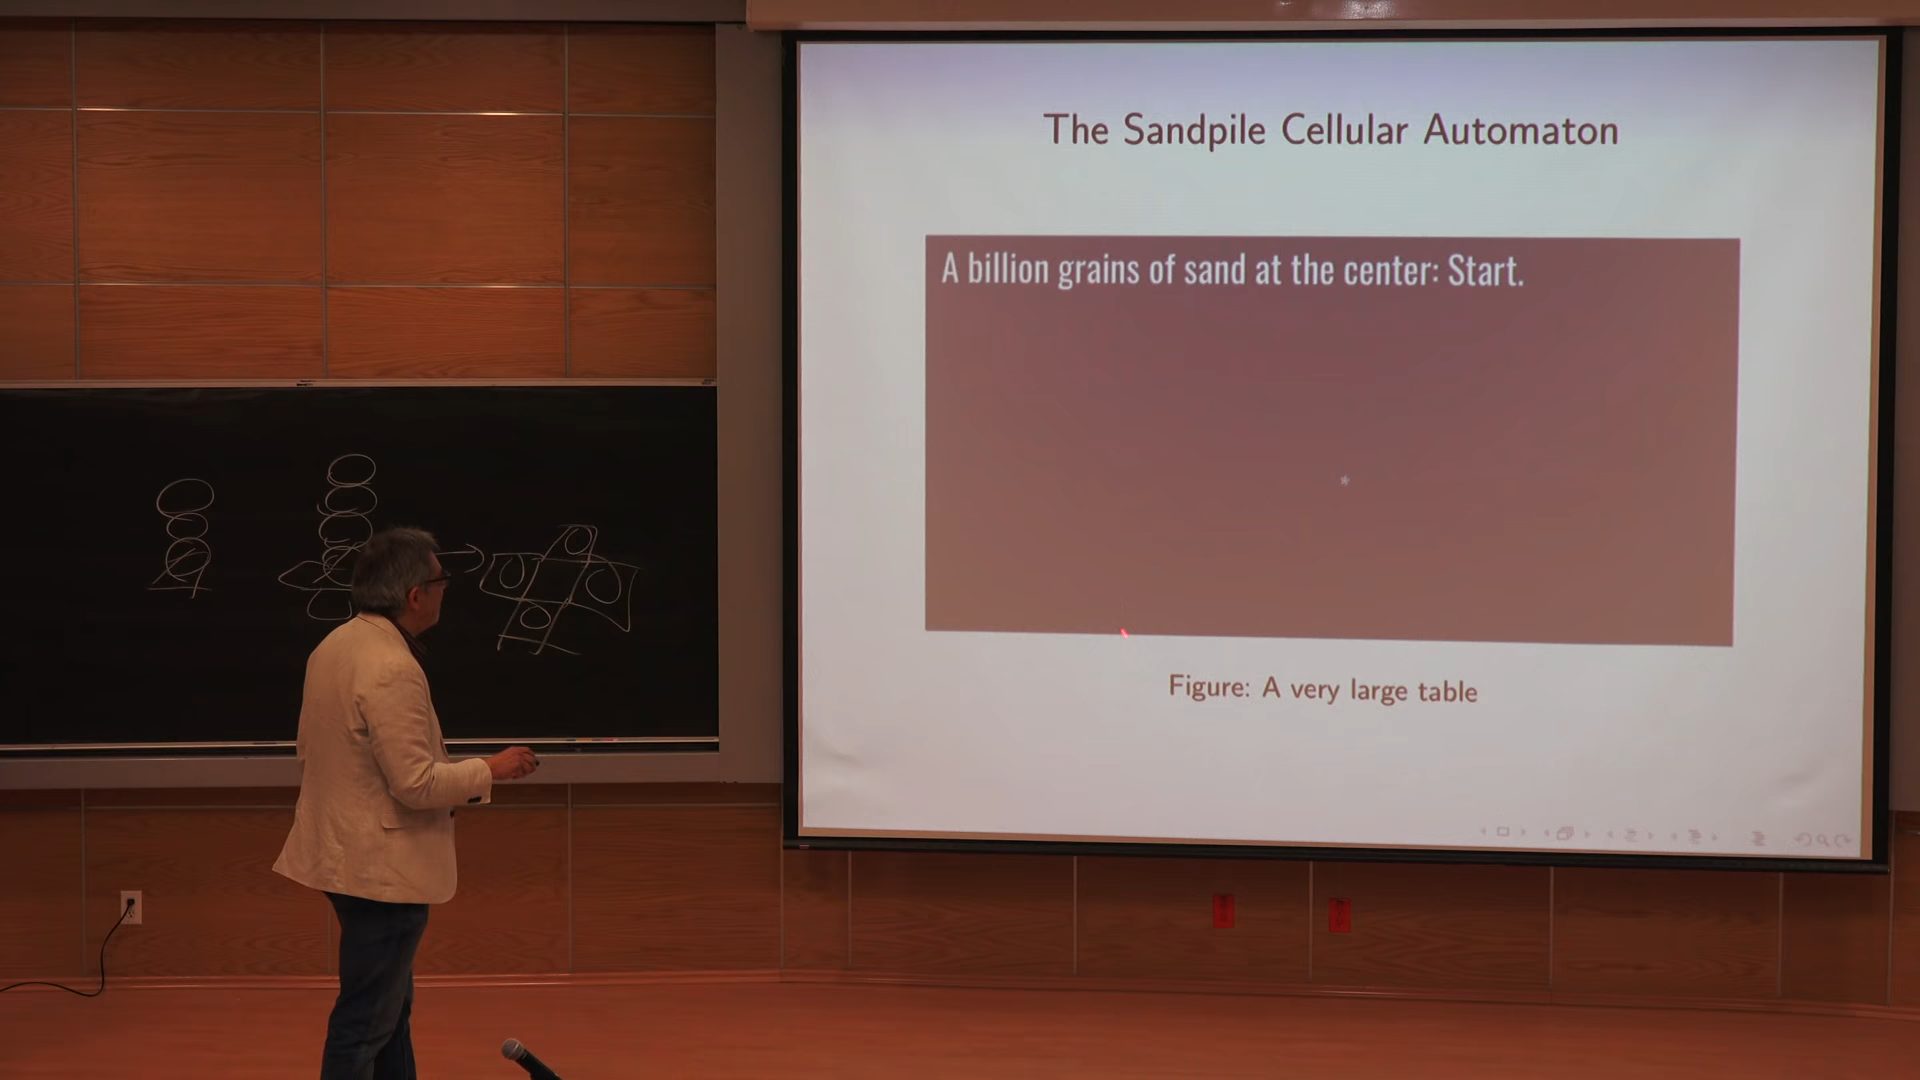 The Sandpile Cellular Automaton
A billion grains of sand at the center: Start.
*
Figure: A very large table